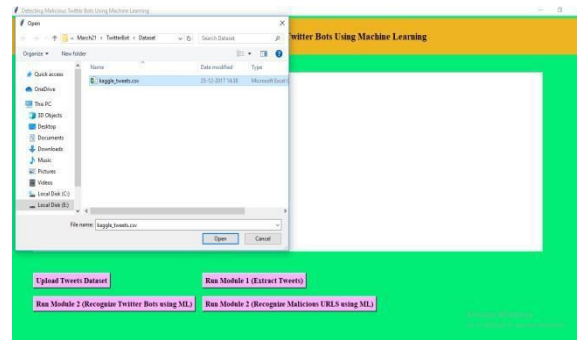 Detecting Malicious Twitter Bots Using Machine Learning
Open
March21 › TwitterBot › Dataset
Search Dataset
Twitter Bots Using Machine Learning
Organize
New folder
Name
Date modified
Type
Quick access
kaggle_tweets.csv
Microsoft Excel
OneDrive
This PC
3D Objects
Desktop
Documents
Downloads
Music
Pictures
Videos
Local Disk (C:)
Local Disk (E:)
File name:
kaggle_tweets.csv
Open
Cancel
Upload Tweets Dataset
Run Module 1 (Extract Tweets)
Run Module 2 (Recognize Twitter Bots using ML)
Run Module 2 (Recognize Malicious URLS using ML)